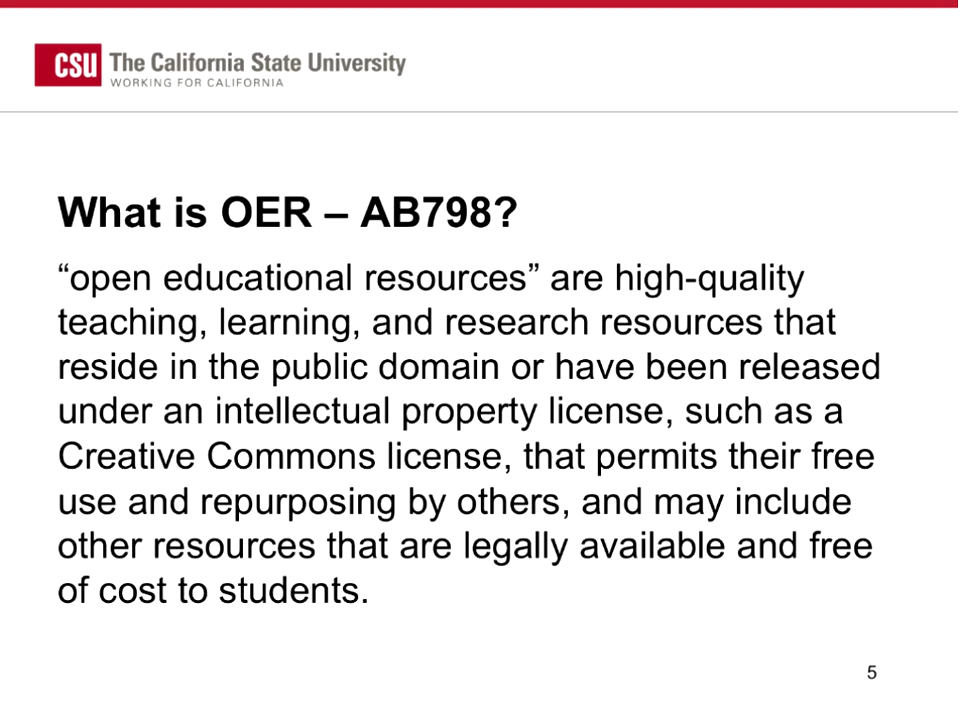 CSU The California State University
WORKING FOR CALIFORNIA
What is OER – AB798?
“open educational resources” are high-quality
teaching, learning, and research resources that
reside in the public domain or have been released
under an intellectual property license, such as a
Creative Commons license, that permits their free
use and repurposing by others, and may include
other resources that are legally available and free
of cost to students.
5